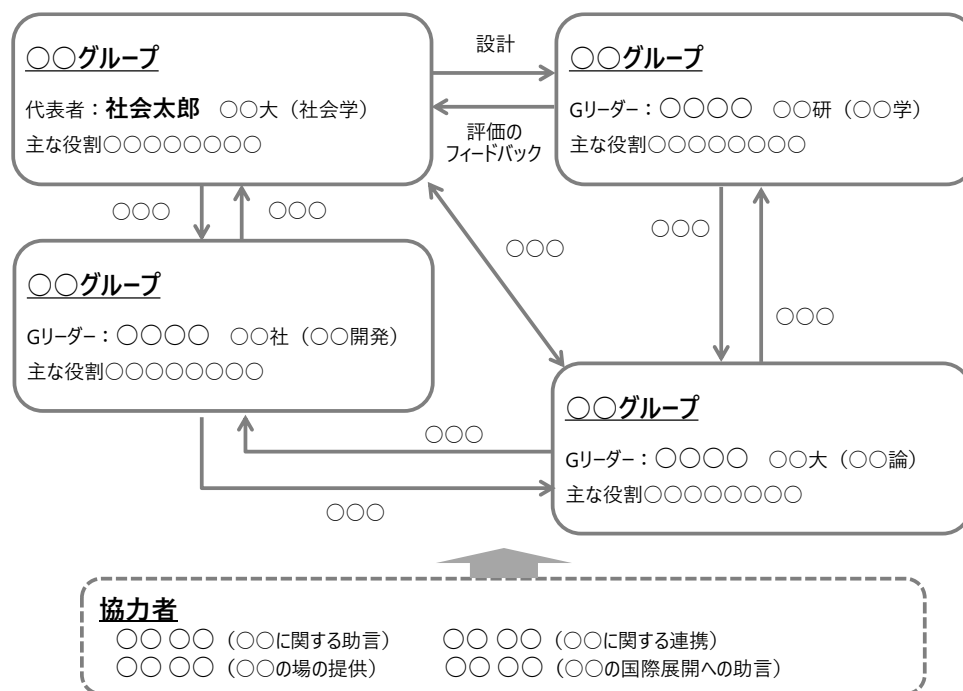 ○○グループ
代表者：社会太郎　○○大（社会学）
主な役割○○○○○○○○
設計
評価の
フィードバック
○○グループ
Gリーダー：○○○○　○○研（○○学）
主な役割○○○○○○○○
○○○
○○○
○○○
○○○
○○○
○○グループ
Gリーダー：○○○○　○○社（○○開発）
主な役割○○○○○○○○
○○グループ
Gリーダー：○○○○　○○大（○○論）
主な役割○○○○○○○○
○○○
○○○
協力者
○○ ○○（○○に関する助言）　○○ ○○（○○に関する連携）
○○ ○○（○○の場の提供）　○○ ○○（○○の国際展開への助言）